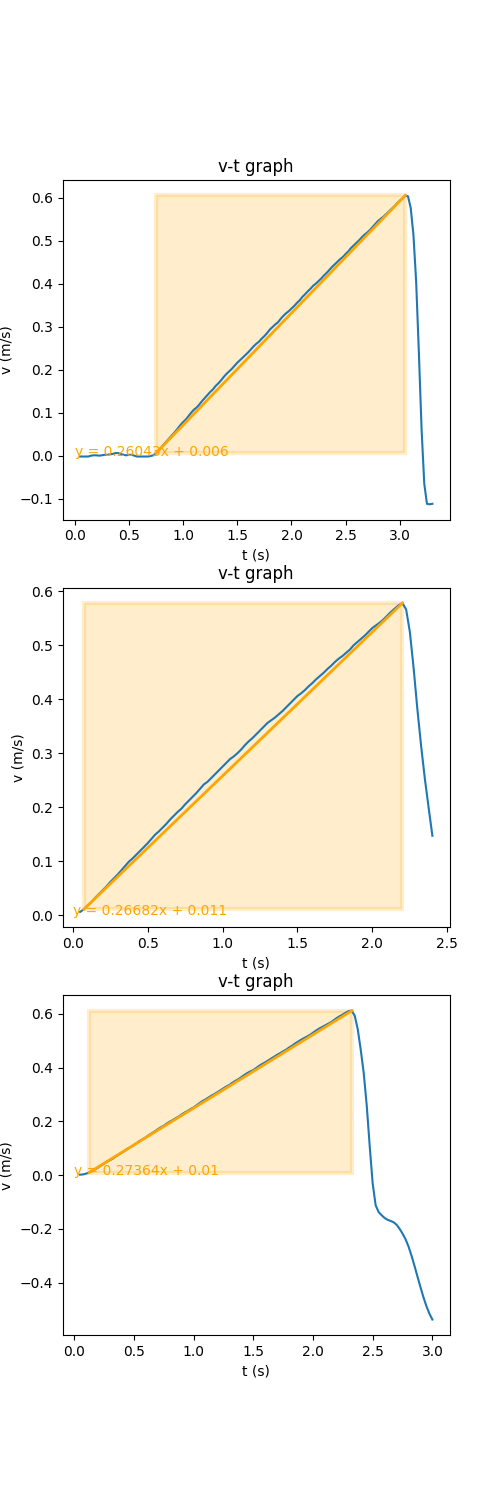 v-t graph
0.6
0.5
0.4
0.3
0.2
0.1
0.0
−0.1
v (m/s)
y = 0.26043x + 0.006
0.0 0.5 1.0 1.5 2.0 2.5 3.0
t (s)
v-t graph
0.6
0.5
0.4
0.3
0.2
0.1
0.0
v (m/s)
y = 0.26682x + 0.011
0.0 0.5 1.0 1.5 2.0 2.5
t (s)
v-t graph
0.6
0.4
0.2
0.0
−0.2
−0.4
v (m/s)
y = 0.27364x + 0.01
0.0 0.5 1.0 1.5 2.0 2.5 3.0
t (s)